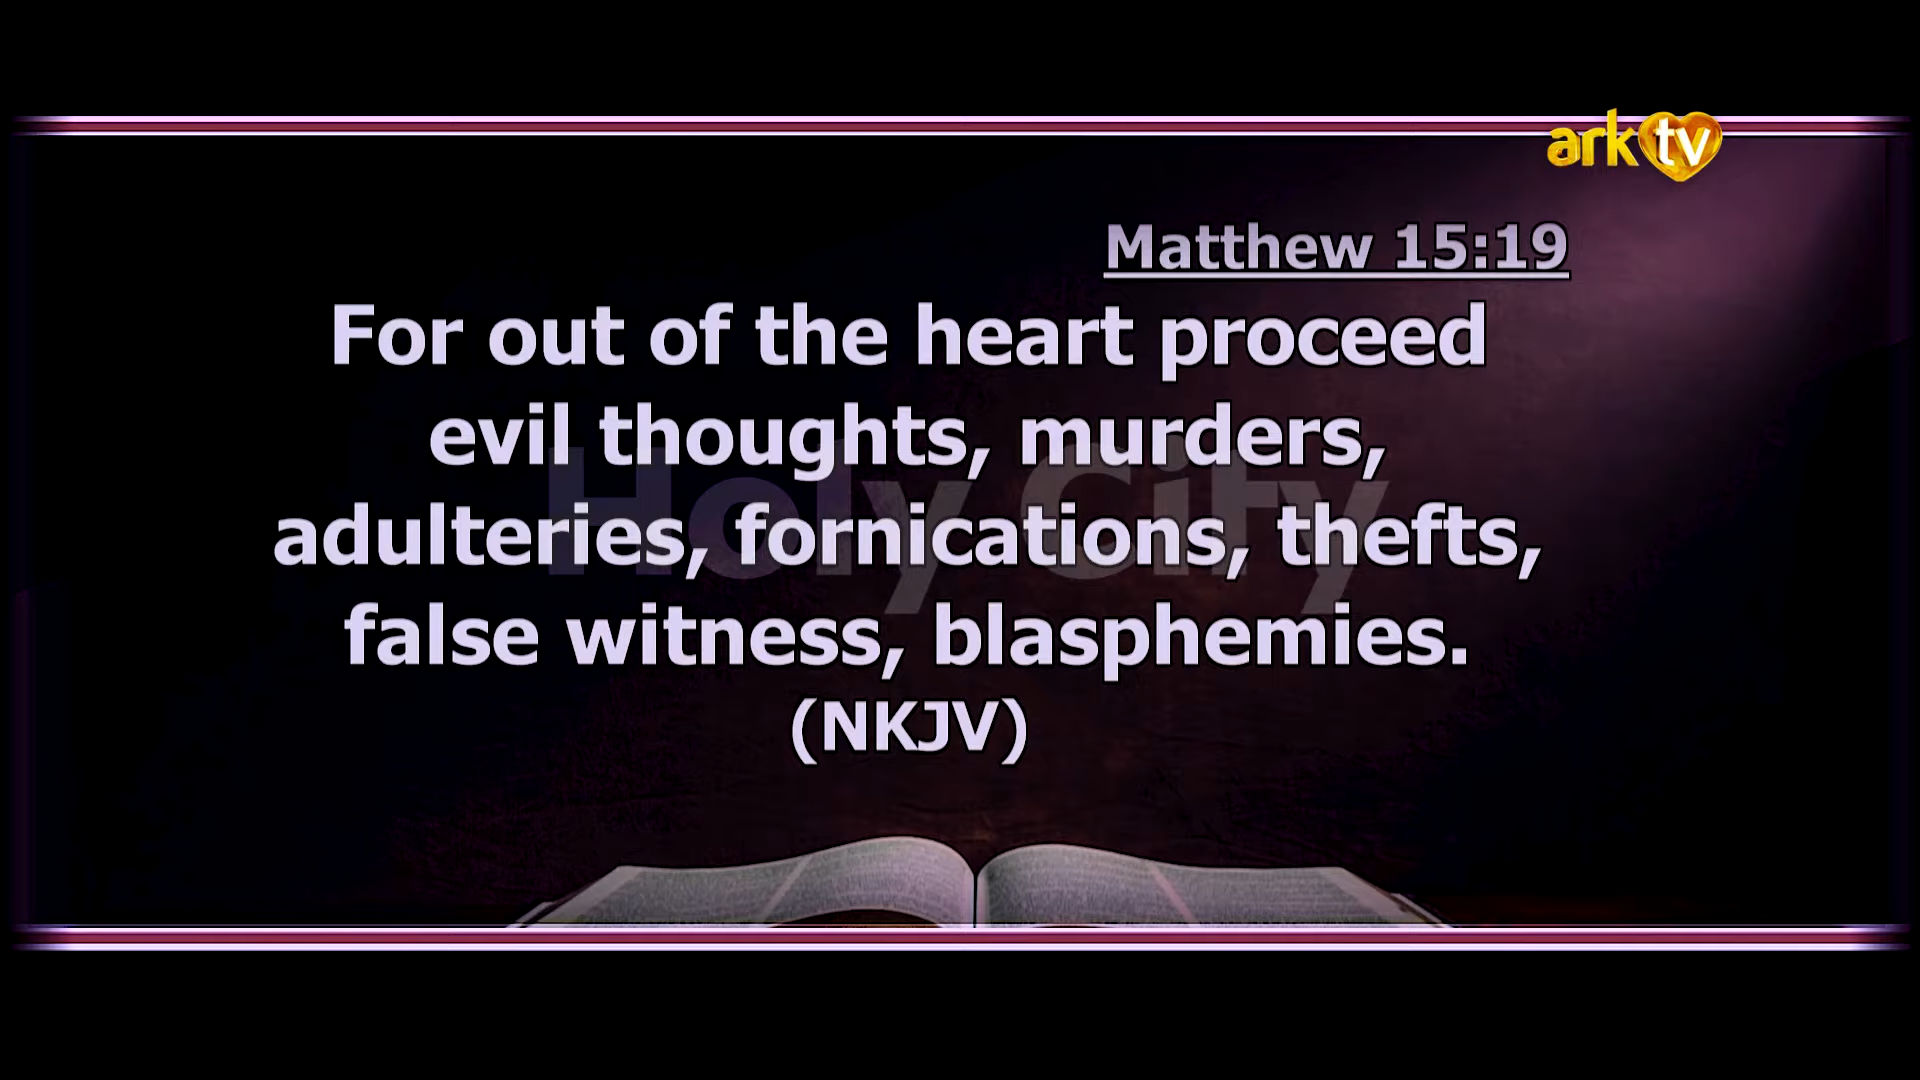 ark tv
Matthew 15:19
For out of the heart proceed
evil thoughts, murders,
adulteries, fornications, thefts,
false witness, blasphemies.
(NKJV)
Holy City